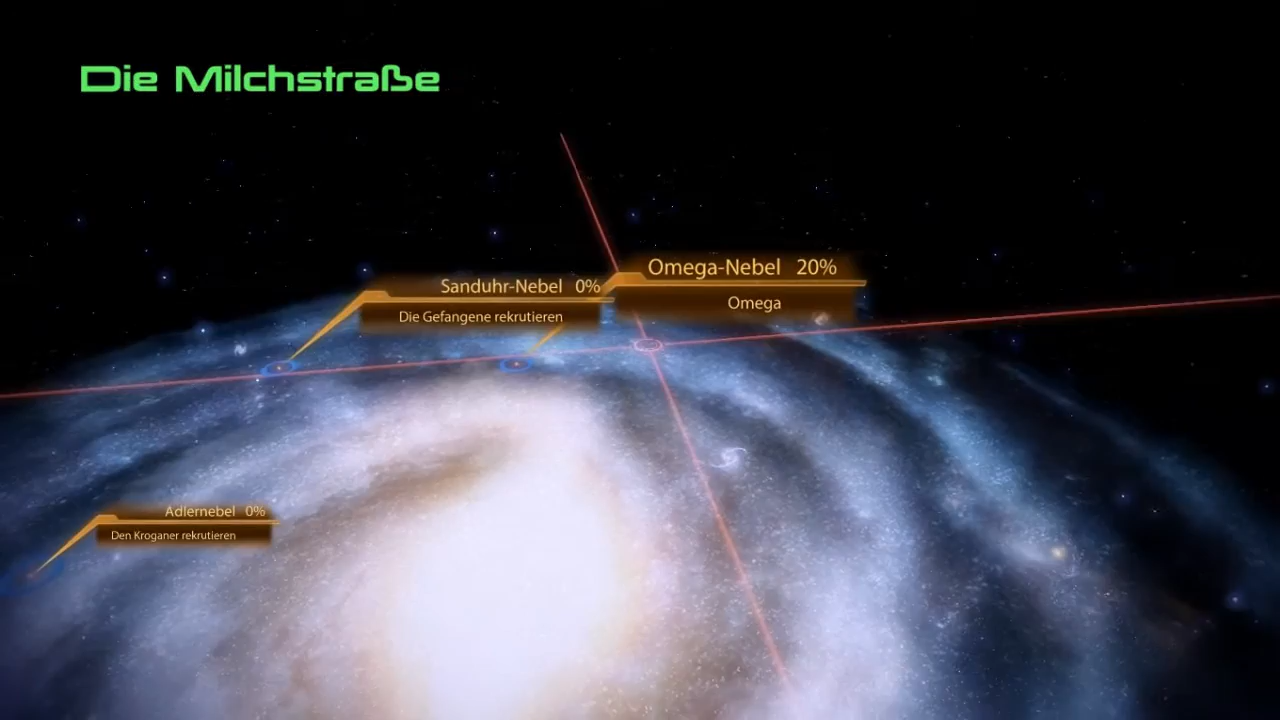 Die Milchstraße
Omega-Nebel 20%
Omega
Sanduhr-Nebel 0%
Die Gefangene rekrutieren
Adlernebel 0%
Den Kroganer rekrutieren